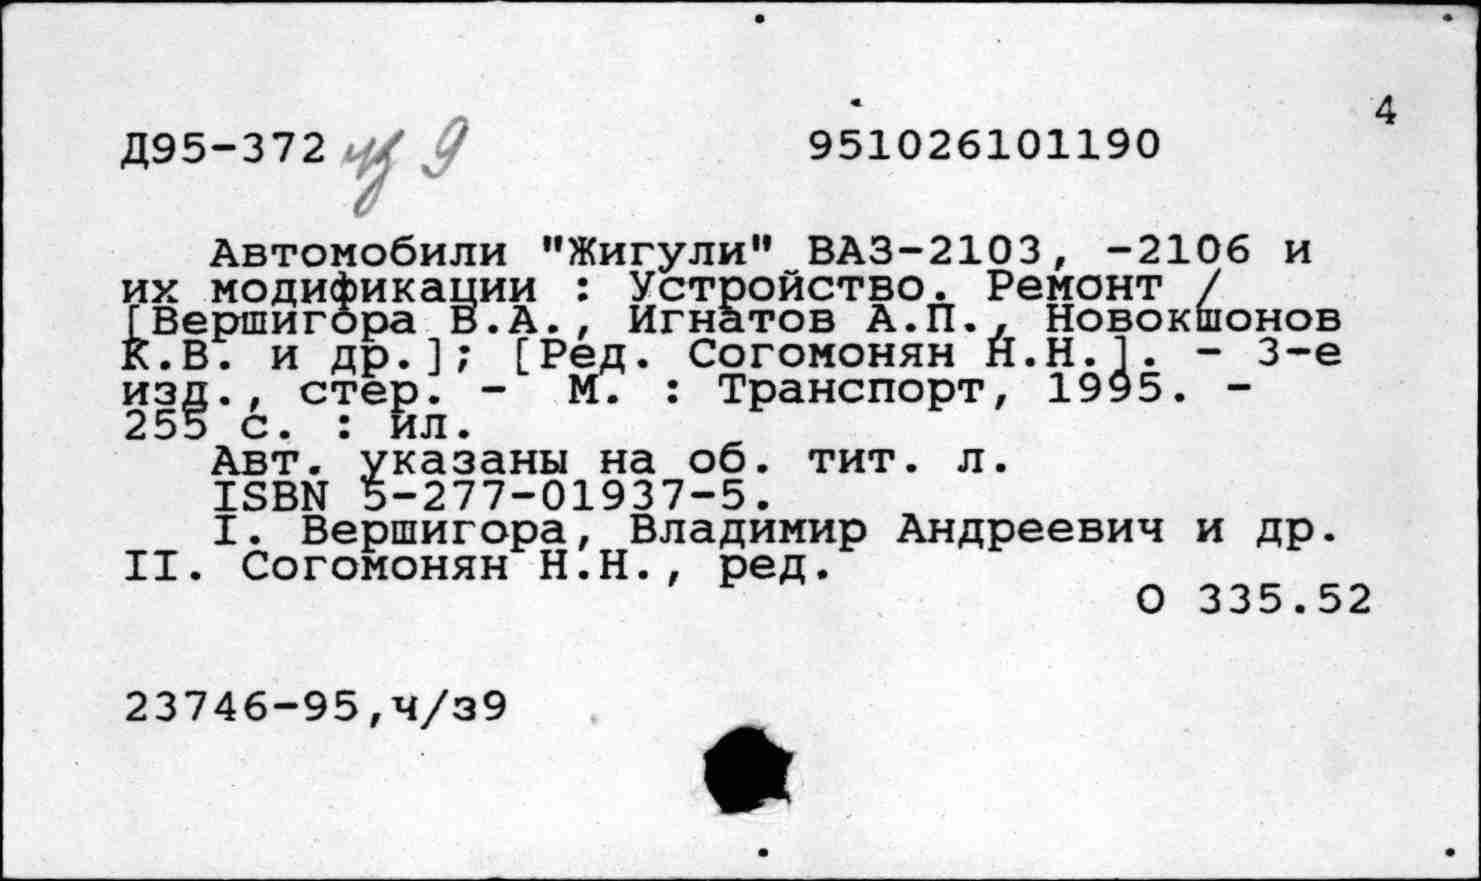 4
Д95-372 чз 9 951026101190
Автомобили "Жигули" ВАЗ-2103, -2106 и
их модификации : Устройство. Ремонт /
[Вершигора В.А., Игнатов А.П., Новокшонов
К.В. и др.]; [Ред. Согомонян Н.Н.]. - 3-е
изд., стер. - М. : Транспорт, 1995. -
255 с. : ил.
Авт. указаны на об. тит. л.
ISBN 5-277-01937-5.
I. Вершигора, Владимир Андреевич и др.
II. Согомонян Н.Н., ред.
О 335.52
23746-95,ч/з9